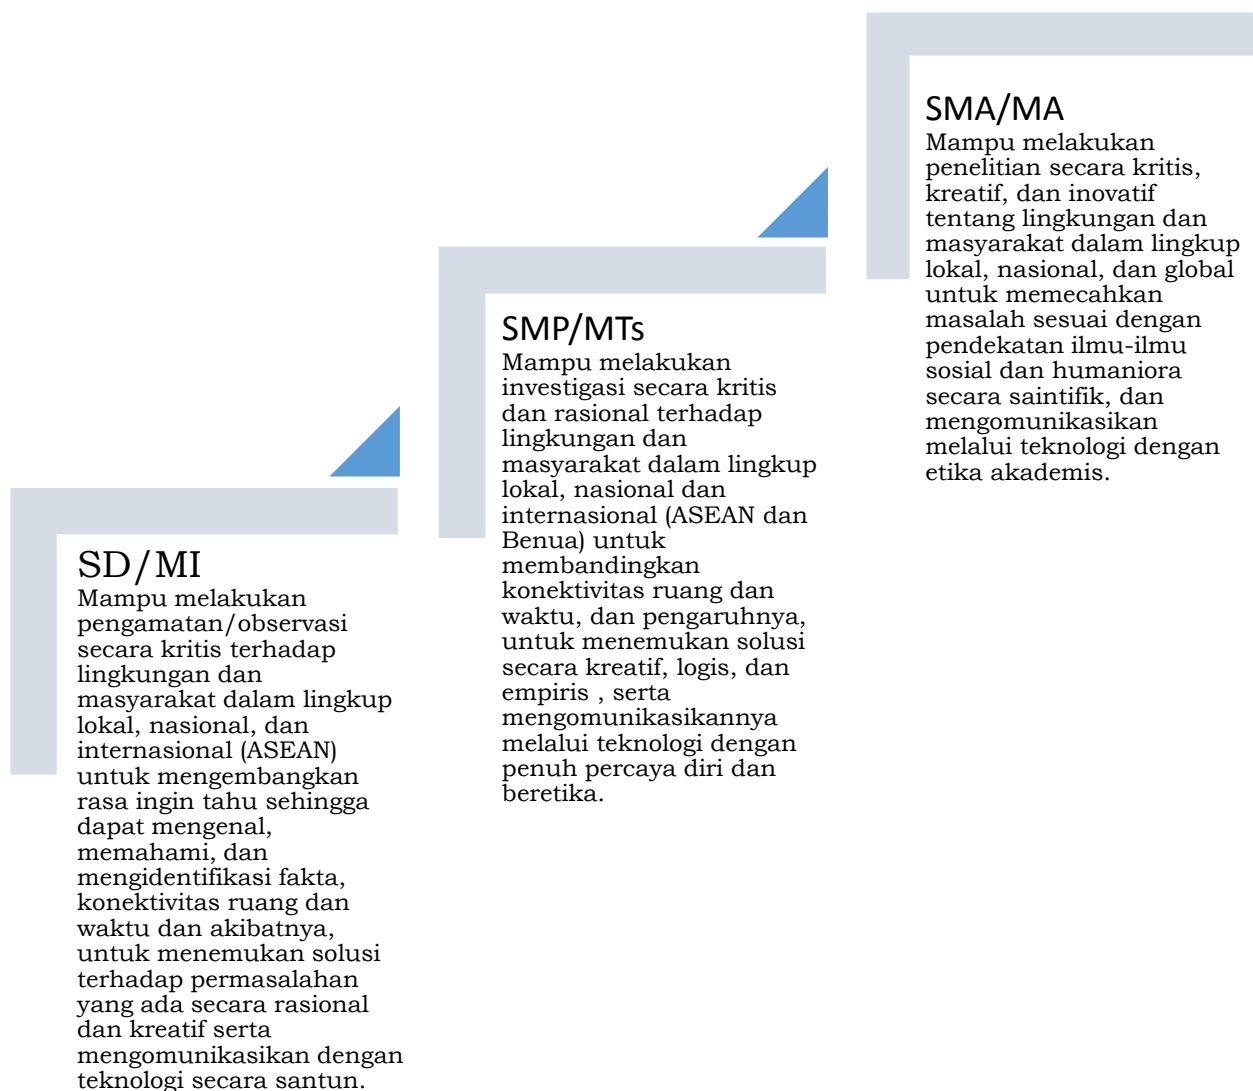 SMA/MA
Mampu melakukan
penelitian secara kritis,
kreatif, dan inovatif
tentang lingkungan dan
masyarakat dalam lingkup
lokal, nasional, dan global
untuk memecahkan
masalah sesuai dengan
pendekatan ilmu-ilmu
sosial dan humaniora
secara saintifik, dan
mengomunikasikan
melalui teknologi dengan
etika akademis.
SMP/MTs
Mampu melakukan
investigasi secara kritis
dan rasional terhadap
lingkungan dan
masyarakat dalam lingkup
lokal, nasional dan
internasional (ASEAN dan
Benua) untuk
membandingkan
konektivitas ruang dan
waktu, dan pengaruhnya,
untuk menemukan solusi
secara kreatif, logis, dan
empiris , serta
mengomunikasikannya
melalui teknologi dengan
penuh percaya diri dan
beretika.
SD/MI
Mampu melakukan
pengamatan/observasi
secara kritis terhadap
lingkungan dan
masyarakat dalam lingkup
lokal, nasional, dan
internasional (ASEAN)
untuk mengembangkan
rasa ingin tahu sehingga
dapat mengenal,
memahami, dan
mengidentifikasi fakta,
konektivitas ruang dan
waktu dan akibatnya,
untuk menemukan solusi
terhadap permasalahan
yang ada secara rasional
dan kreatif serta
mengomunikasikan dengan
teknologi secara santun.